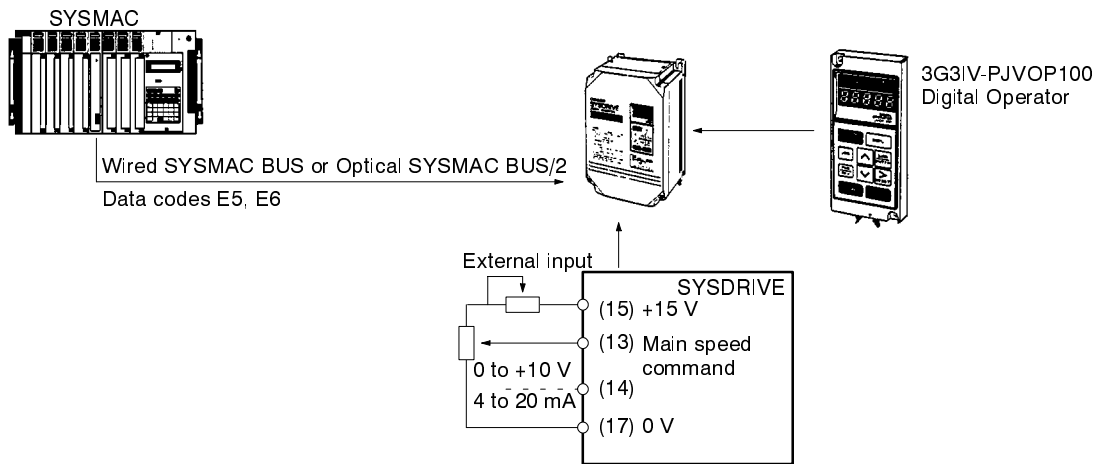 SYSMAC
3G3IV-PJVOP100
Digital Operator
Wired SYSMAC BUS or Optical SYSMAC BUS/2
Data codes E5, E6
External input
SYSDRIVE
(15) +15 V
(13) Main speed
command
0 to +10 V
(14)
4 to 20 mA
(17) 0 V